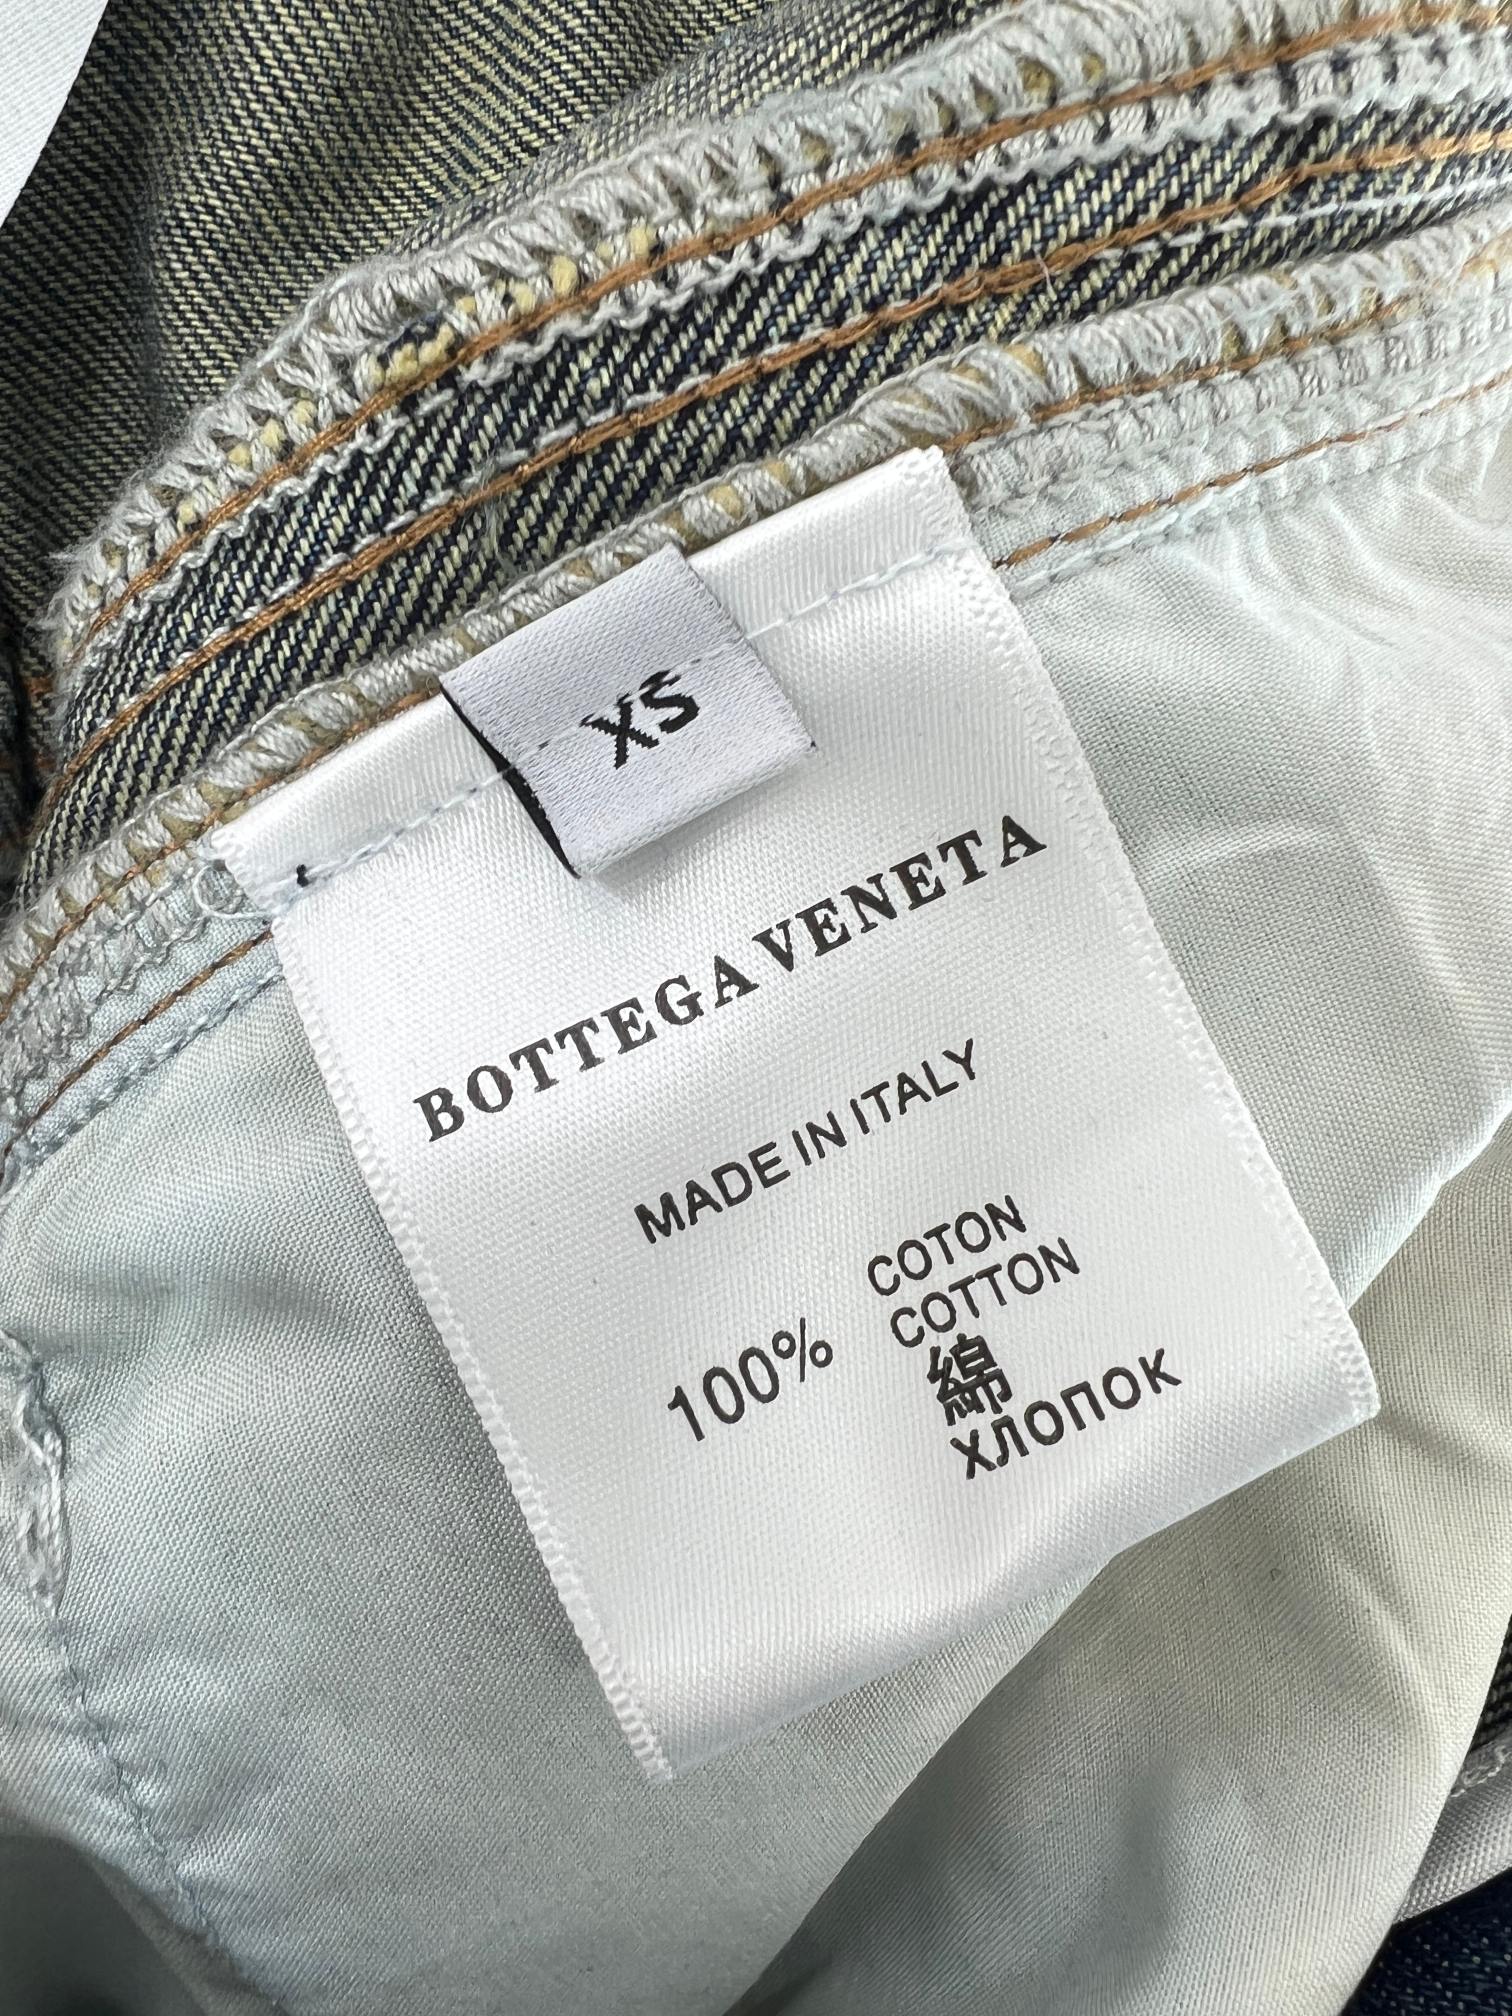 XS
BOTTEGA VENETA
MADE IN ITALY
COTON
COTTON
100%
綿
ХЛОПОК